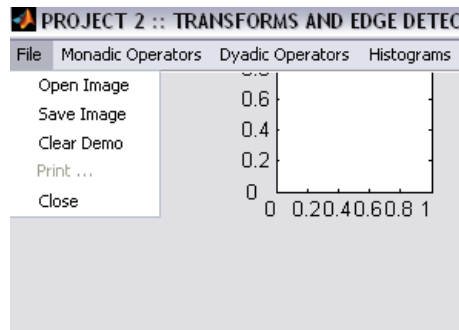 PROJECT 2 :: TRANSFORMS AND EDGE DETEC
File Monadic Operators Dyadic Operators Histograms
Open Image
Save Image
Clear Demo
Print ...
Close
0.6
0.4
0.2
0
0 0.20.40.60.8 1